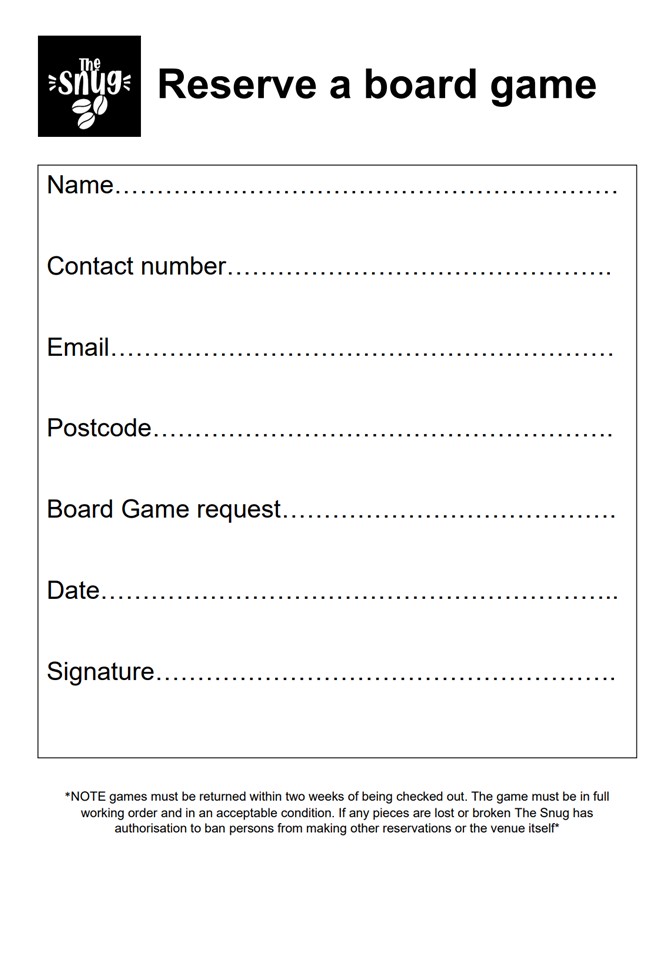 The
Snug
Reserve a board game
Name……………………………………………………
Contact number……………………………………….
Email……………………………………………………
Postcode……………………………………………….
Board Game request………………………………….
Date……………………………………………………..
Signature……………………………………………….
*NOTE games must be returned within two weeks of being checked out. The game must be in full
working order and in an acceptable condition. If any pieces are lost or broken The Snug has
authorisation to ban persons from making other reservations or the venue itself*